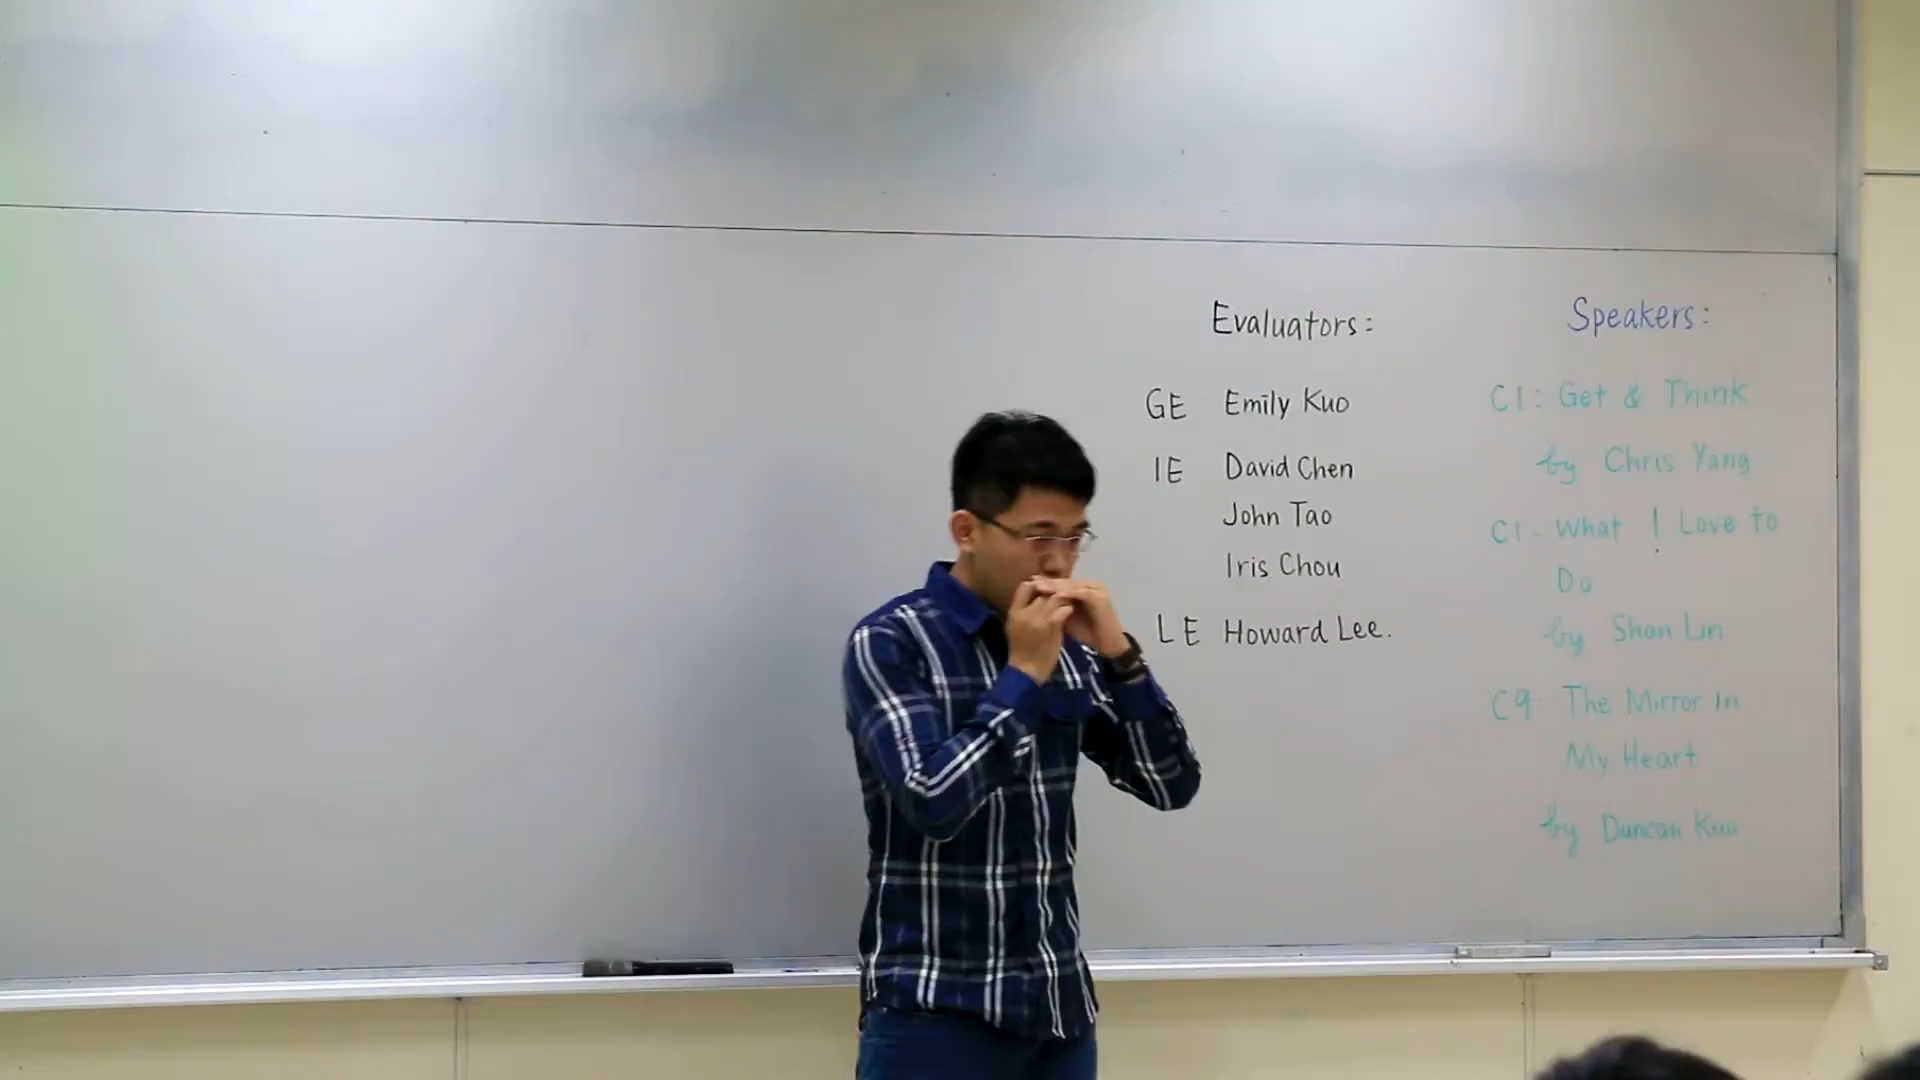 Evaluators:
GE Emily Kuo
IE David Chen
John Tao
Iris Chou
LE Howard Lee.
Speakers:
C1: Get & Think
by Chris Yang
C1. What I Love to
Do
by Shan Lin
C9. The Mirror in
My Heart
by Duncan Kuo